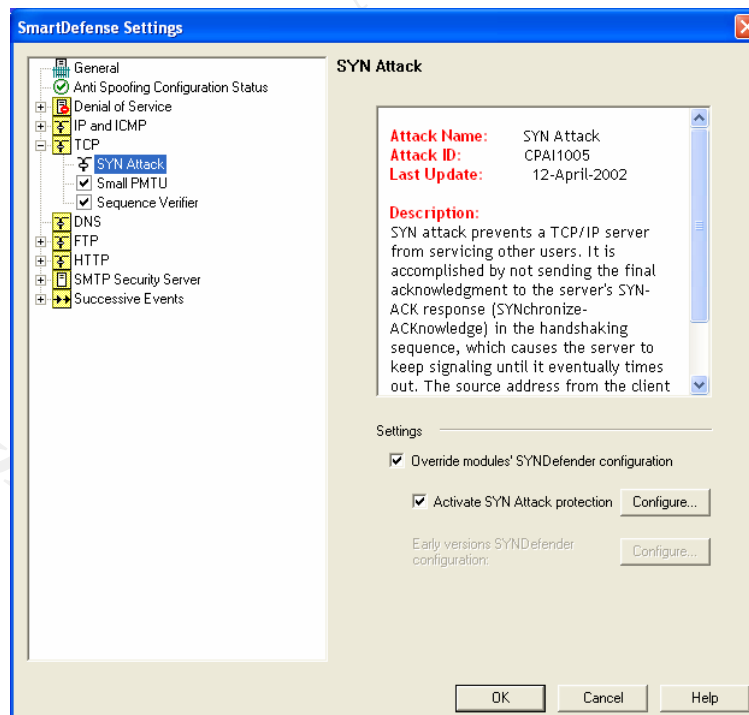 SmartDefense Settings
General
Anti Spoofing Configuration Status
Denial of Service
IP and ICMP
TCP
SYN Attack
Small PMTU
Sequence Verifier
DNS
FTP
HTTP
SMTP Security Server
Successive Events
SYN Attack
Attack Name: SYN Attack
Attack ID: CPAI1005
Last Update: 12-April-2002
Description:
SYN attack prevents a TCP/IP server
from servicing other users. It is
accomplished by not sending the final
acknowledgment to the server's SYN-
ACK response (SYNchronize-
ACKnowledge) in the handshaking
sequence, which causes the server to
keep signaling until it eventually times
out. The source address from the client
Settings
Override modules' SYNDefender configuration
Activate SYN Attack protection Configure...
Early versions SYNDefender
configuration: Configure...
OK Cancel Help